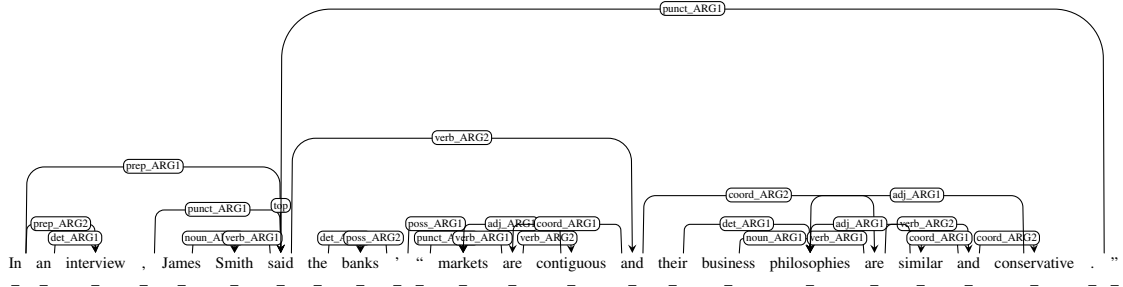 punct_ARG1
verb_ARG2
prep_ARG1
coord_ARG2 adj_ARG1
punct_ARG1 top
prep_ARG2 poss_ARG1 adj_ARG1 coord_ARG1 det_ARG1 adj_ARG1 verb_ARG2
det_ARG1 verb_ARG1 poss_ARG2 verb_ARG1 verb_ARG2 noun_ARG1 verb_ARG1 coord_ARG1 coord_ARG2
In an interview , James Smith said the banks ’ “ markets are contiguous and their business philosophies are similar and conservative . ”
_ _ _ _ _ _ _ _ _ _ _ _ _ _ _ _ _ _ _ _ _ _ _ _